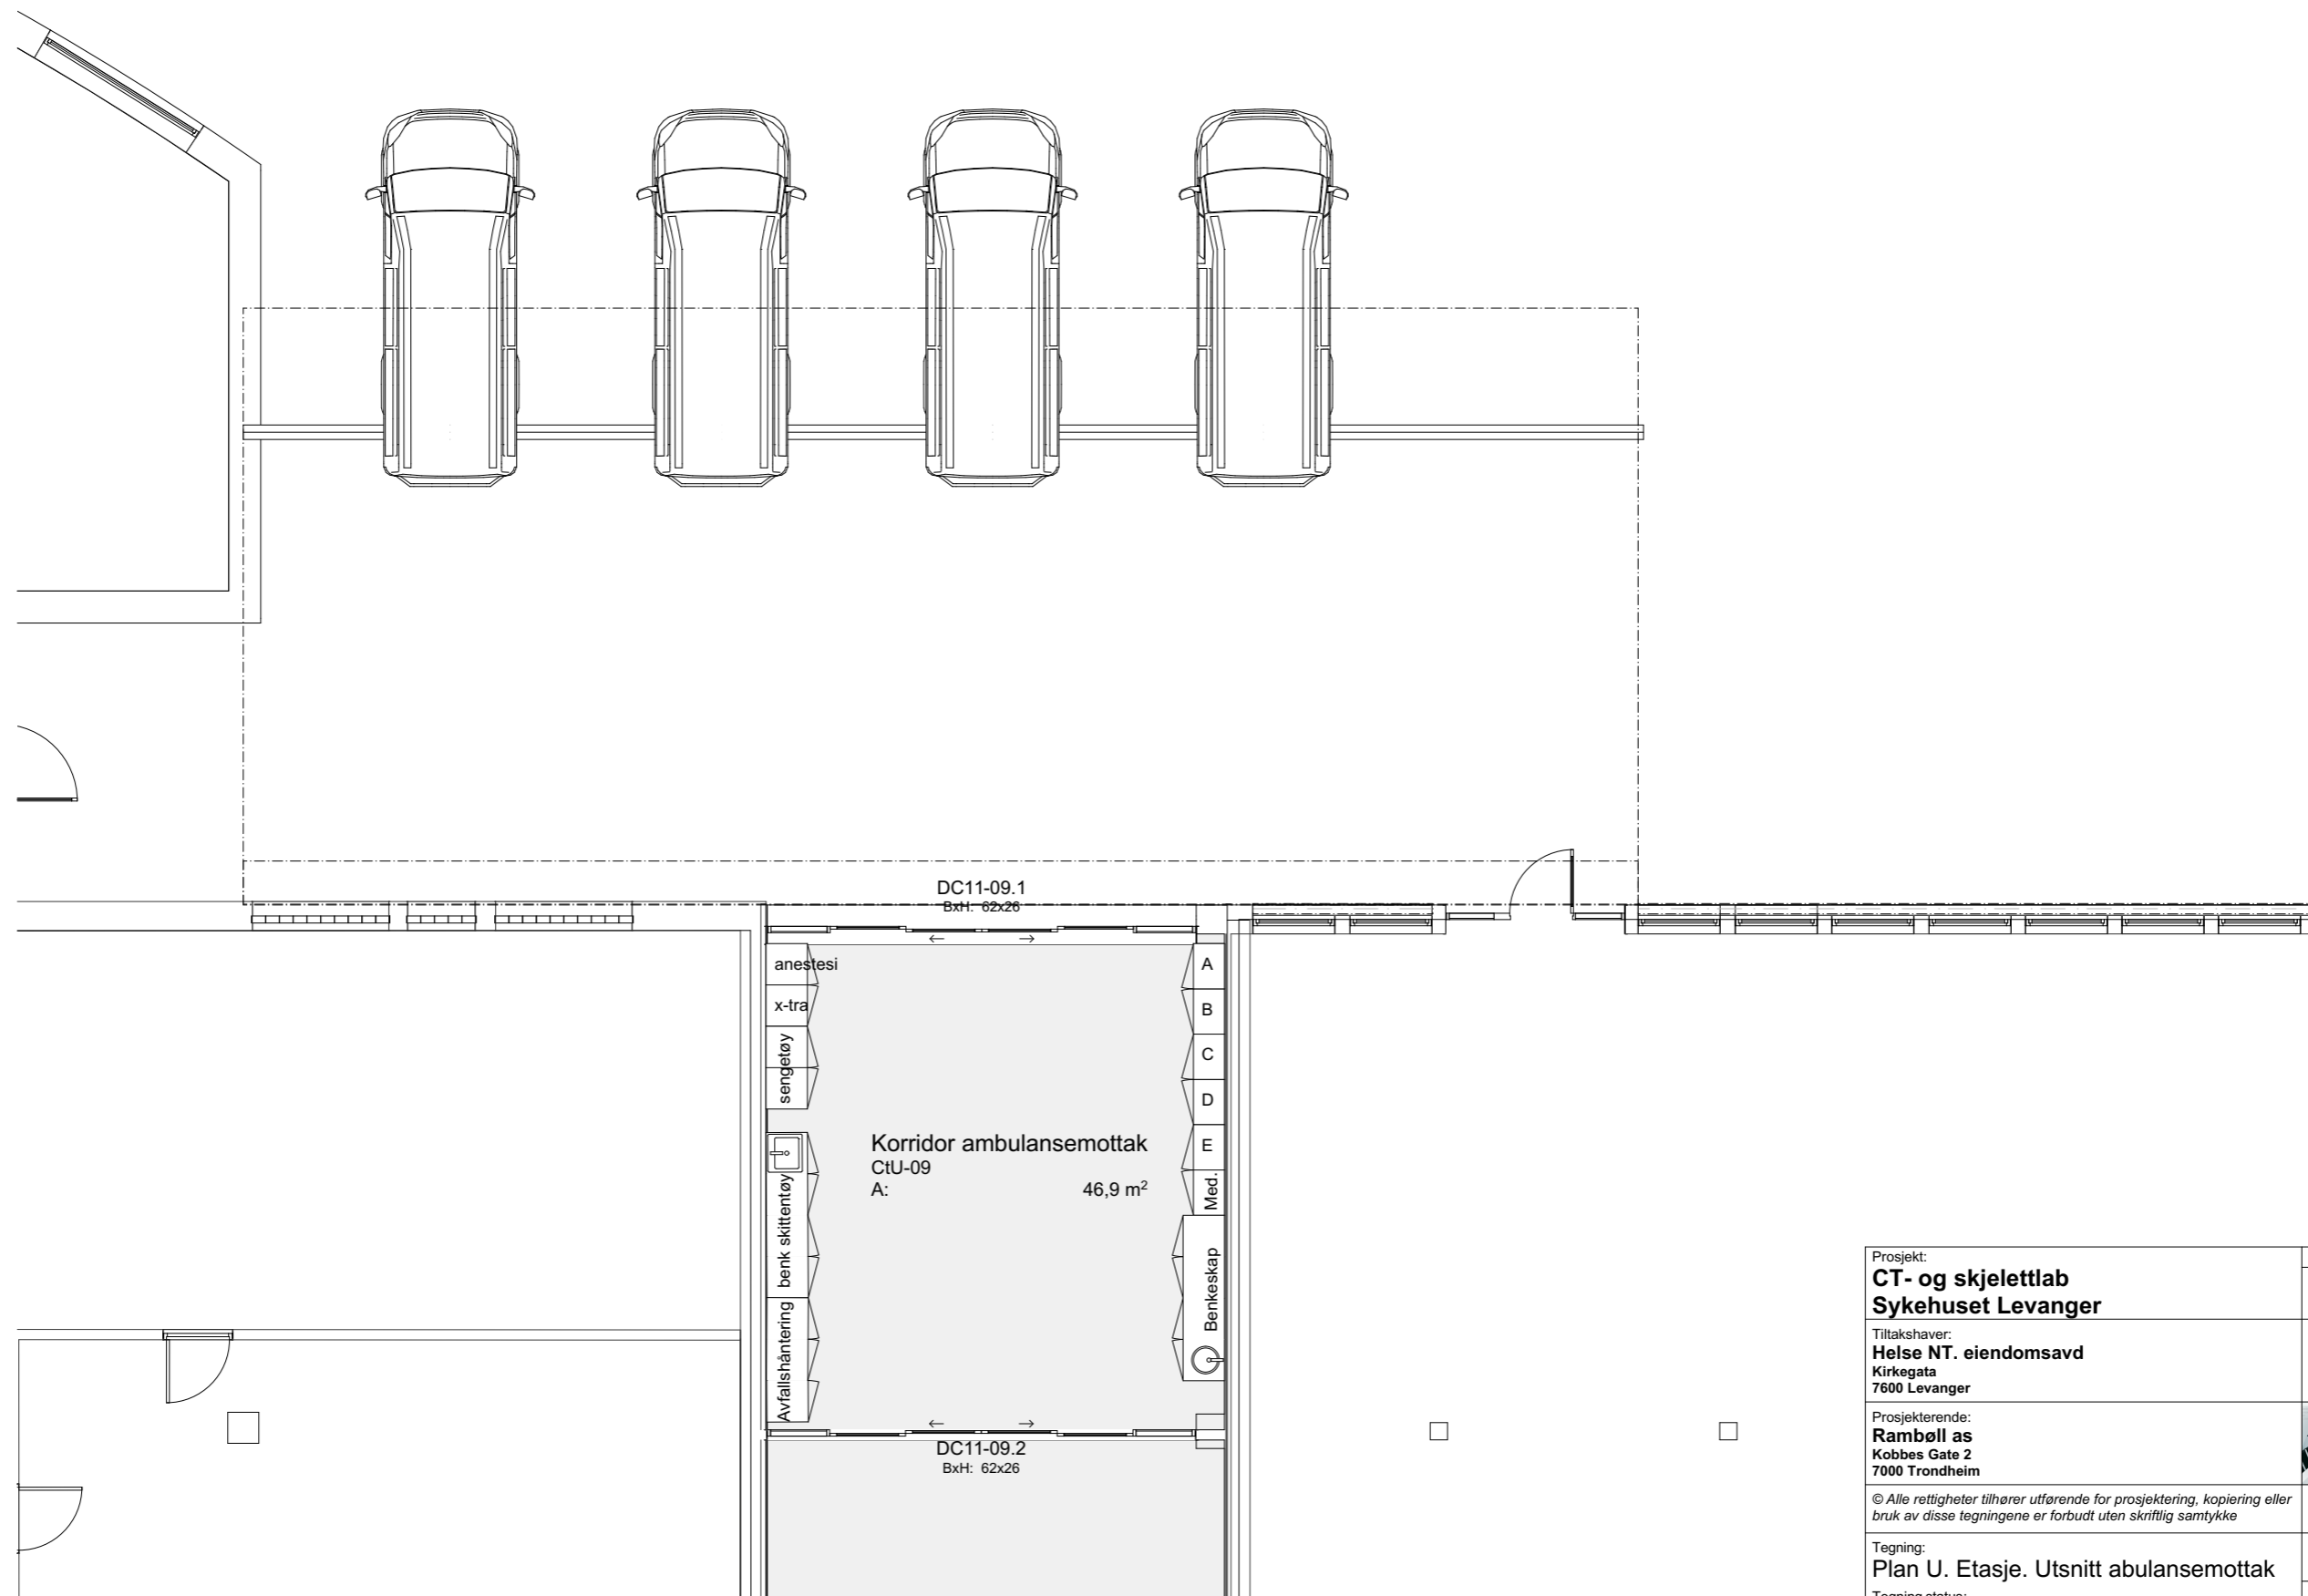 DC11-09.1
BxH: 62x26
anestesi
x-tra
sengetøy
benk skittentøy
Avfallshåntering
A
B
C
D
E
Med.
Benkeskap
Korridor ambulansemottak
CtU-09
A: 46,9 m²
DC11-09.2
BxH: 62x26
Prosjekt:
CT- og skjelettlab
Sykehuset Levanger
Tiltakshaver:
Helse NT. eiendomsavd
Kirkegata
7600 Levanger
Prosjekterende:
Rambøll as
Kobbes Gate 2
7000 Trondheim
© Alle rettigheter tilhører utførende for prosjektering, kopiering eller
bruk av disse tegningene er forbudt uten skriftlig samtykke
Tegning:
Plan U. Etasje. Utsnitt abulansemottak
Tegning status: